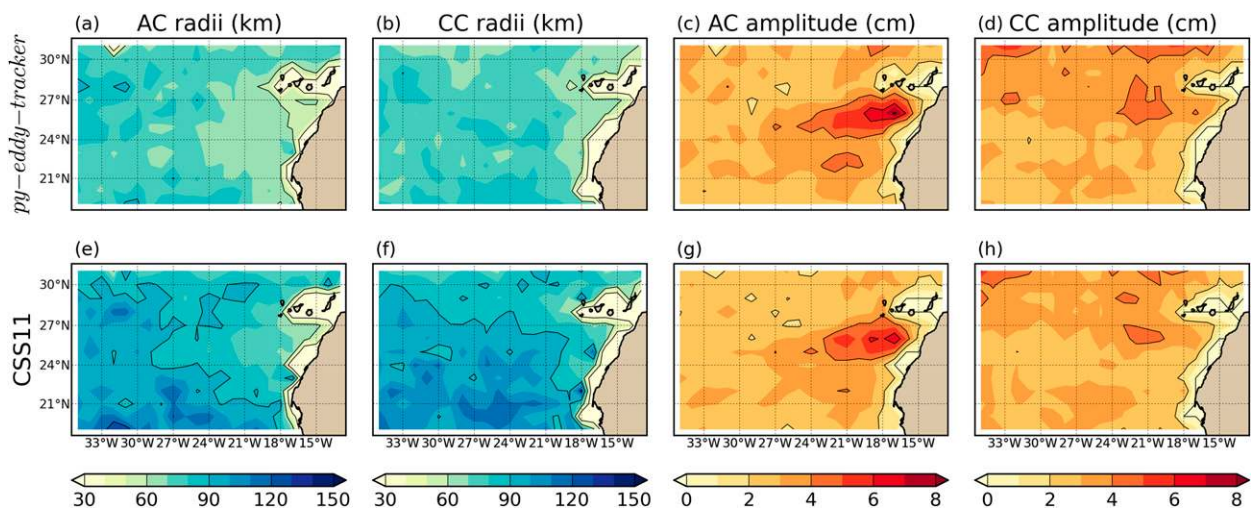 (a) AC radii (km) (b) CC radii (km) (c) AC amplitude (cm) (d) CC amplitude (cm)
py−eddy−tracker
30°N
27°N
24°N
21°N
(e) (f) (g) (h)
CSS11
30°N
27°N
24°N
21°N
33°W 30°W 27°W 24°W 21°W 18°W 15°W 33°W 30°W 27°W 24°W 21°W 18°W 15°W 33°W 30°W 27°W 24°W 21°W 18°W 15°W 33°W 30°W 27°W 24°W 21°W 18°W 15°W
30 60 90 120 150 30 60 90 120 150 0 2 4 6 8 0 2 4 6 8